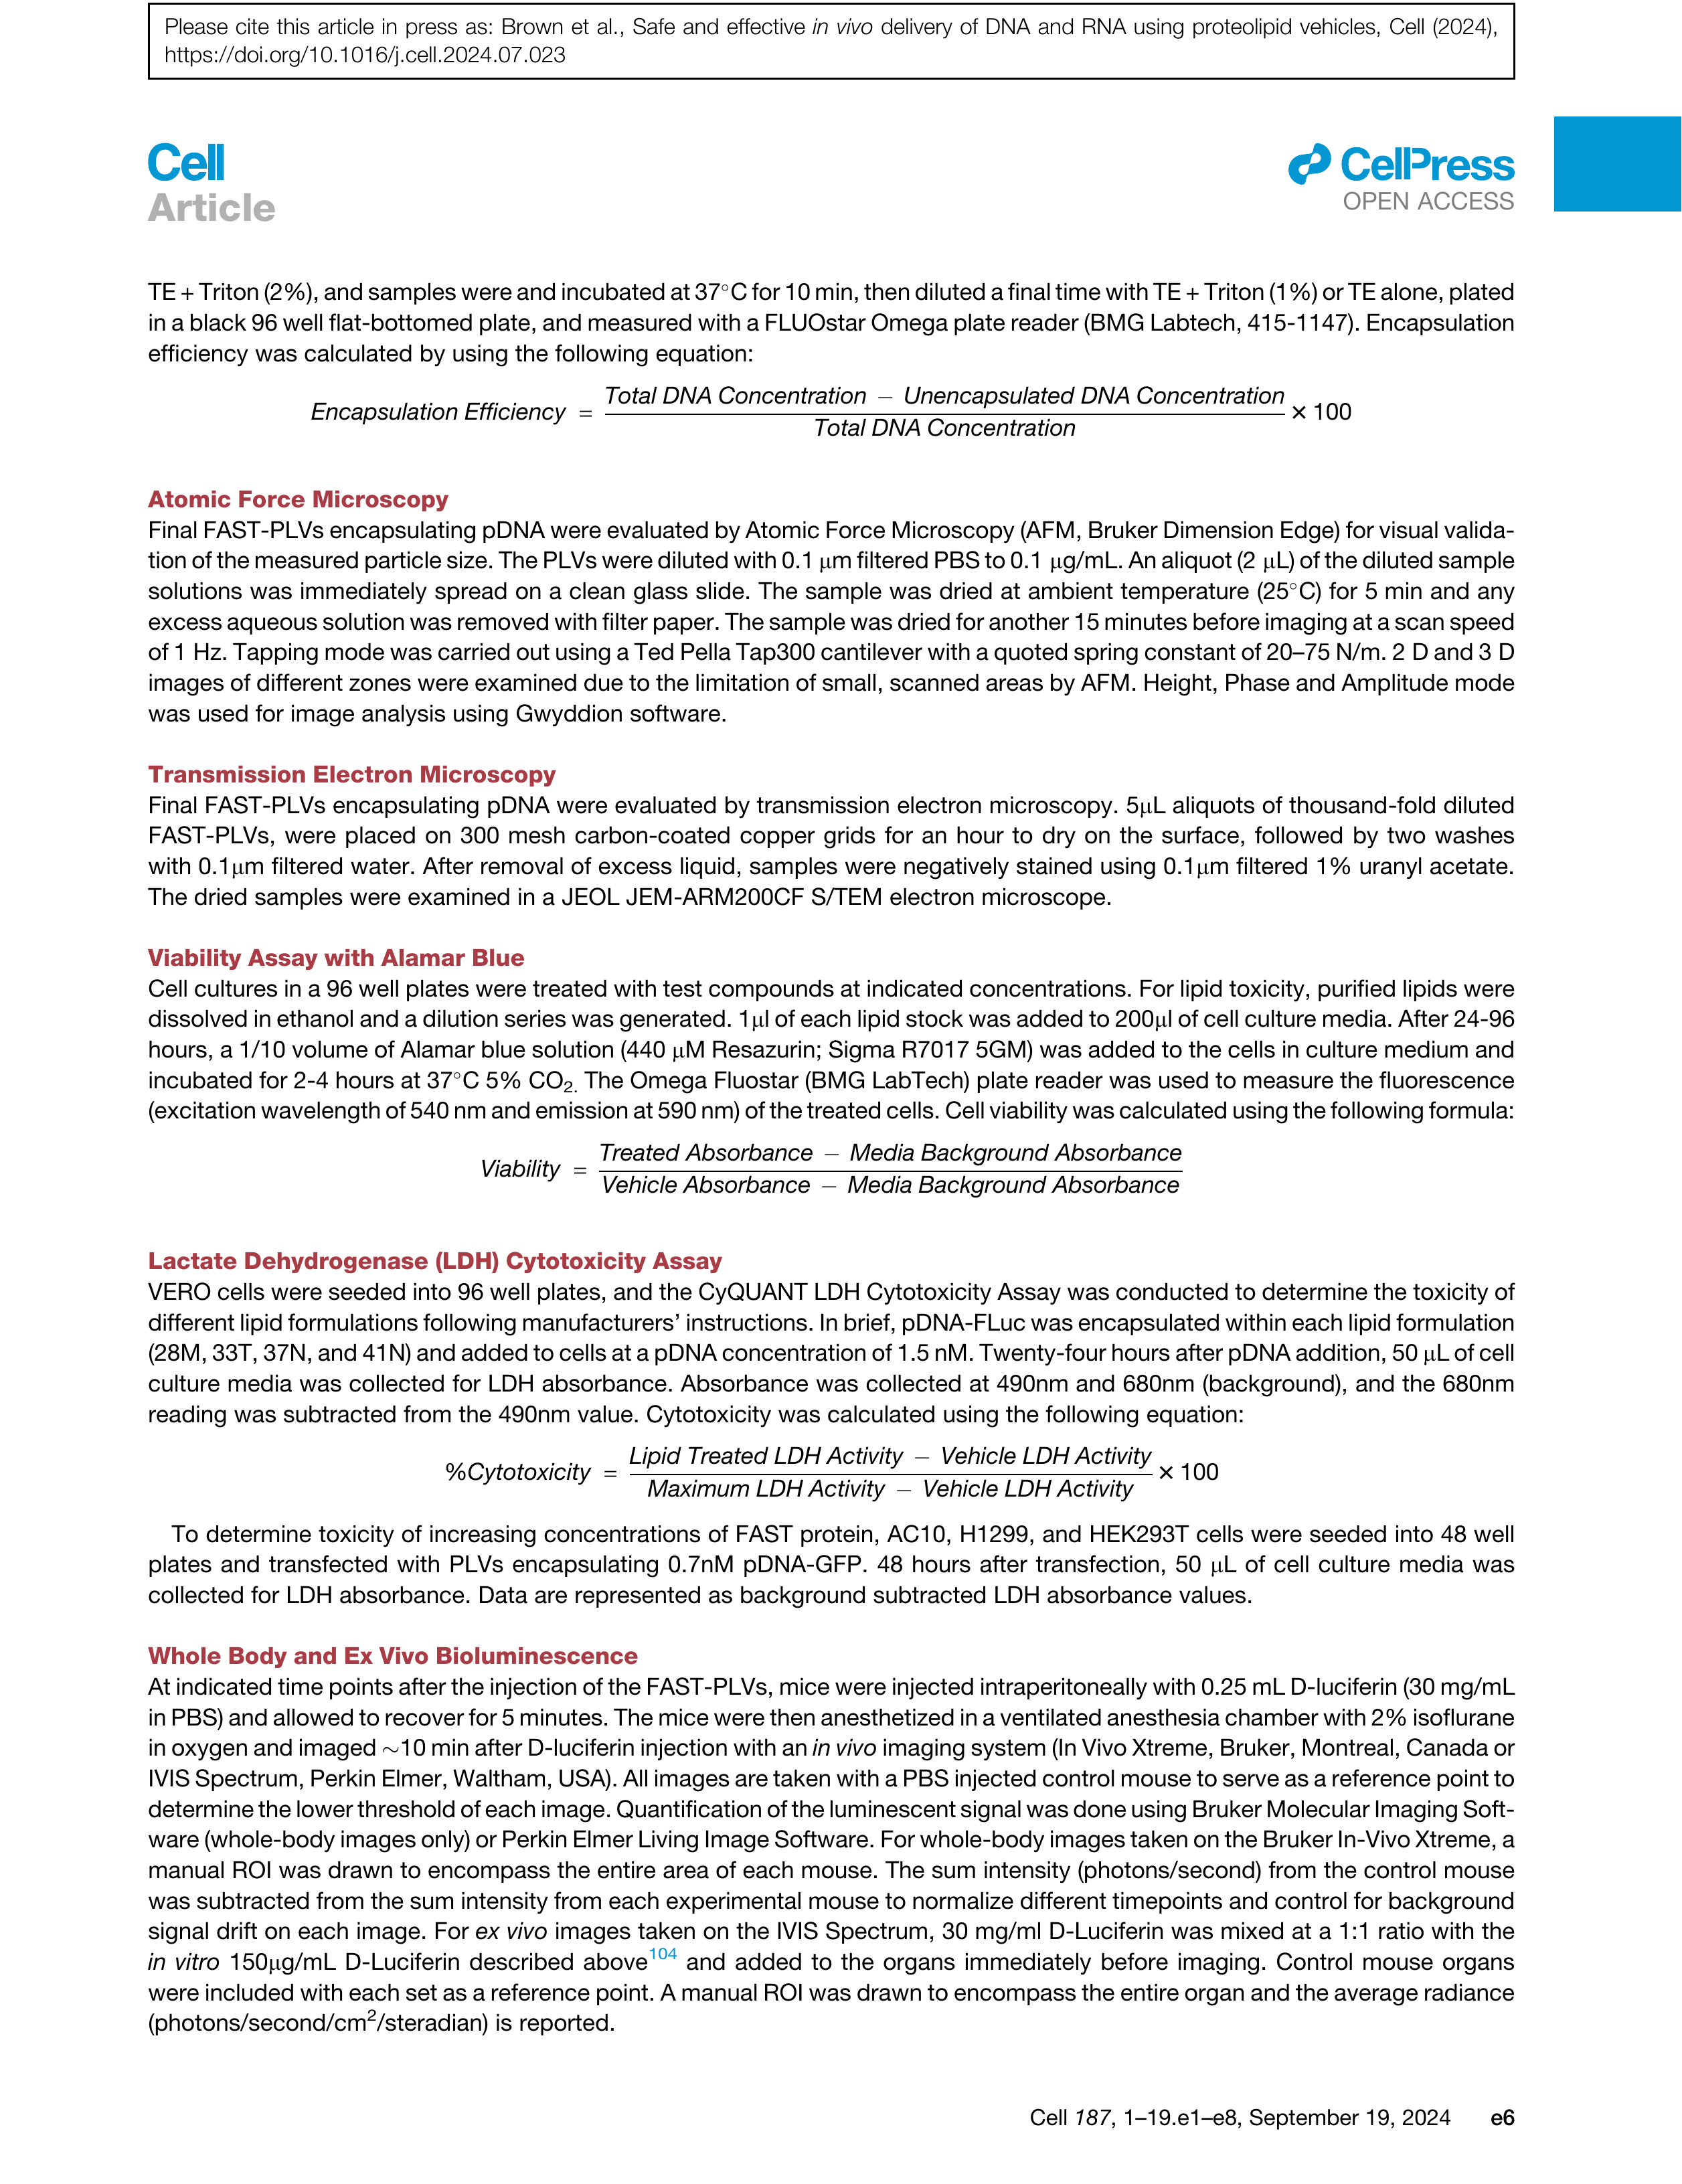 Please cite this article in press as: Brown et al., Safe and effective in vivo delivery of DNA and RNA using proteolipid vehicles, Cell (2024),
https://doi.org/10.1016/j.cell.2024.07.023
Cell
Article
CellPress
OPEN ACCESS
TE + Triton (2%), and samples were and incubated at 37°C for 10 min, then diluted a final time with TE + Triton (1%) or TE alone, plated
in a black 96 well flat-bottomed plate, and measured with a FLUOstar Omega plate reader (BMG Labtech, 415-1147). Encapsulation
efficiency was calculated by using the following equation:
Encapsulation Efficiency = Total DNA Concentration − Unencapsulated DNA Concentration × 100
Total DNA Concentration
Atomic Force Microscopy
Final FAST-PLVs encapsulating pDNA were evaluated by Atomic Force Microscopy (AFM, Bruker Dimension Edge) for visual valida-
tion of the measured particle size. The PLVs were diluted with 0.1 μm filtered PBS to 0.1 μg/mL. An aliquot (2 μL) of the diluted sample
solutions was immediately spread on a clean glass slide. The sample was dried at ambient temperature (25°C) for 5 min and any
excess aqueous solution was removed with filter paper. The sample was dried for another 15 minutes before imaging at a scan speed
of 1 Hz. Tapping mode was carried out using a Ted Pella Tap300 cantilever with a quoted spring constant of 20–75 N/m. 2 D and 3 D
images of different zones were examined due to the limitation of small, scanned areas by AFM. Height, Phase and Amplitude mode
was used for image analysis using Gwyddion software.
Transmission Electron Microscopy
Final FAST-PLVs encapsulating pDNA were evaluated by transmission electron microscopy. 5μL aliquots of thousand-fold diluted
FAST-PLVs, were placed on 300 mesh carbon-coated copper grids for an hour to dry on the surface, followed by two washes
with 0.1μm filtered water. After removal of excess liquid, samples were negatively stained using 0.1μm filtered 1% uranyl acetate.
The dried samples were examined in a JEOL JEM-ARM200CF S/TEM electron microscope.
Viability Assay with Alamar Blue
Cell cultures in a 96 well plates were treated with test compounds at indicated concentrations. For lipid toxicity, purified lipids were
dissolved in ethanol and a dilution series was generated. 1μl of each lipid stock was added to 200μl of cell culture media. After 24-96
hours, a 1/10 volume of Alamar blue solution (440 μM Resazurin; Sigma R7017 5GM) was added to the cells in culture medium and
incubated for 2-4 hours at 37°C 5% CO2. The Omega Fluostar (BMG LabTech) plate reader was used to measure the fluorescence
(excitation wavelength of 540 nm and emission at 590 nm) of the treated cells. Cell viability was calculated using the following formula:
Viability = Treated Absorbance − Media Background Absorbance
Vehicle Absorbance − Media Background Absorbance
Lactate Dehydrogenase (LDH) Cytotoxicity Assay
VERO cells were seeded into 96 well plates, and the CyQUANT LDH Cytotoxicity Assay was conducted to determine the toxicity of
different lipid formulations following manufacturers’ instructions. In brief, pDNA-FLuc was encapsulated within each lipid formulation
(28M, 33T, 37N, and 41N) and added to cells at a pDNA concentration of 1.5 nM. Twenty-four hours after pDNA addition, 50 μL of cell
culture media was collected for LDH absorbance. Absorbance was collected at 490nm and 680nm (background), and the 680nm
reading was subtracted from the 490nm value. Cytotoxicity was calculated using the following equation:
%Cytotoxicity = Lipid Treated LDH Activity − Vehicle LDH Activity × 100
Maximum LDH Activity − Vehicle LDH Activity
To determine toxicity of increasing concentrations of FAST protein, AC10, H1299, and HEK293T cells were seeded into 48 well
plates and transfected with PLVs encapsulating 0.7nM pDNA-GFP. 48 hours after transfection, 50 μL of cell culture media was
collected for LDH absorbance. Data are represented as background subtracted LDH absorbance values.
Whole Body and Ex Vivo Bioluminescence
At indicated time points after the injection of the FAST-PLVs, mice were injected intraperitoneally with 0.25 mL D-luciferin (30 mg/mL
in PBS) and allowed to recover for 5 minutes. The mice were then anesthetized in a ventilated anesthesia chamber with 2% isoflurane
in oxygen and imaged ∼10 min after D-luciferin injection with an in vivo imaging system (In Vivo Xtreme, Bruker, Montreal, Canada or
IVIS Spectrum, Perkin Elmer, Waltham, USA). All images are taken with a PBS injected control mouse to serve as a reference point to
determine the lower threshold of each image. Quantification of the luminescent signal was done using Bruker Molecular Imaging Soft-
ware (whole-body images only) or Perkin Elmer Living Image Software. For whole-body images taken on the Bruker In-Vivo Xtreme, a
manual ROI was drawn to encompass the entire area of each mouse. The sum intensity (photons/second) from the control mouse
was subtracted from the sum intensity from each experimental mouse to normalize different timepoints and control for background
signal drift on each image. For ex vivo images taken on the IVIS Spectrum, 30 mg/ml D-Luciferin was mixed at a 1:1 ratio with the
in vitro 150μg/mL D-Luciferin described above104 and added to the organs immediately before imaging. Control mouse organs
were included with each set as a reference point. A manual ROI was drawn to encompass the entire organ and the average radiance
(photons/second/cm2/steradian) is reported.
Cell 187, 1–19.e1–e8, September 19, 2024 e6